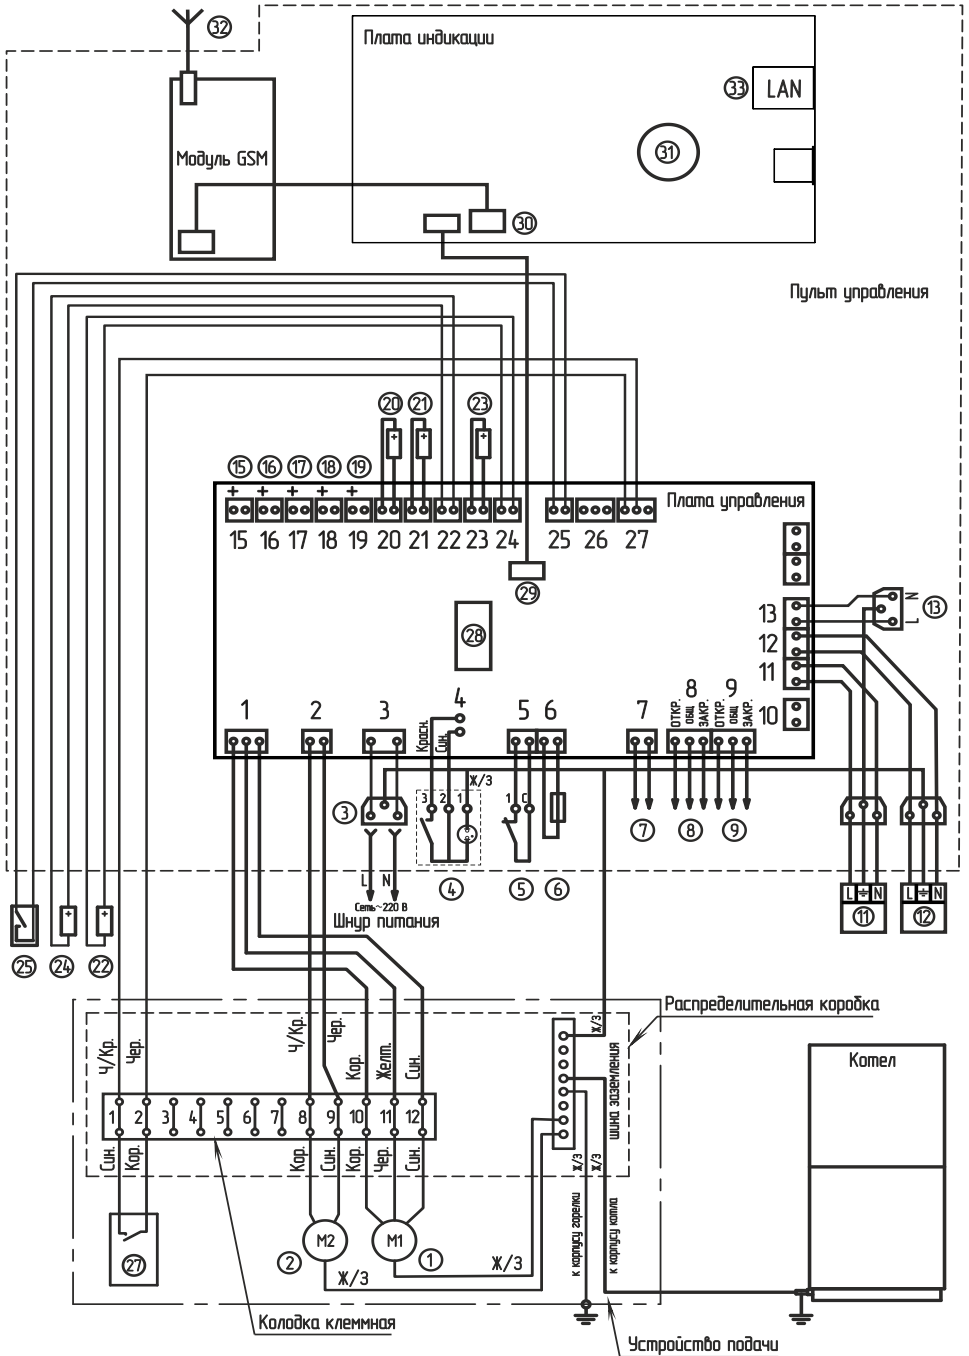 32
Плата индикации
33
LAN
Модуль GSM
31
30
Пульт управления
20 21 23
+ + +
15 16 17 18 19
+ + + + +
Плата управления
15 16 17 18 19 20 21 22 23 24 25 26 27
29
28
13
12
11
10
N
L
13
1 2 3 4 5 6 7 8 9
Красн.
Син.
ОТКР.
ОБЩ
ЗАКР.
ОТКР.
ОБЩ
ЗАКР.
Ж/З
3 2 1
1 С
3
4
5
6
7
8
9
L N
Сеть~220 В
Шнур питания
L N
11
L N
12
+ +
25 24 22
Распределительная коробка
Ч/Кр.
Чер.
Ч/Кр.
Чер.
Кор.
Желт.
Син.
Ж/З
шина заземления
Котел
1 2 3 4 5 6 7 8 9 10 11 12
Син.
Кор.
Кор.
Син.
Кор.
Чер.
Син.
Ж/З
Ж/З
к корпусу горелки
к корпусу котла
27
М2
2
М1
1
Ж/З
Ж/З
Колодка клеммная
Устройство подачи